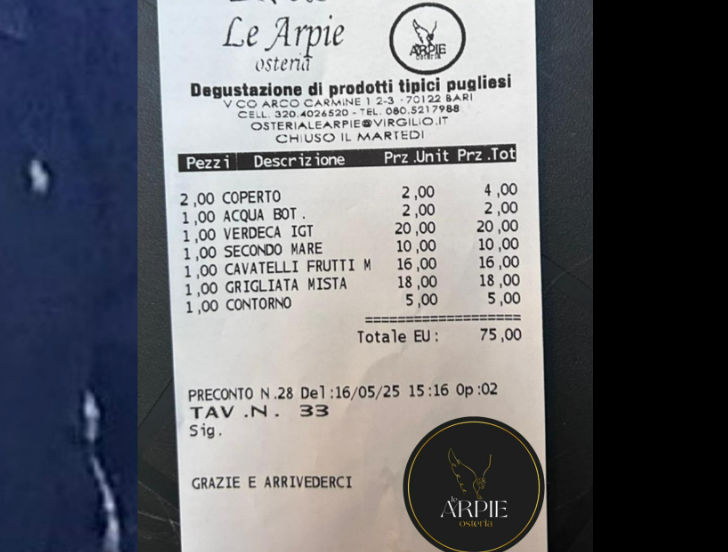 Le Arpie
osteria
ARPIE
osteria
Degustazione di prodotti tipici pugliesi
V CO ARCO CARMINE 1 2-3 - 70122 BARI
CELL. 320.4026520 - TEL. 080.5217988
OSTERIALEARPIE@VIRGILIO.IT
CHIUSO IL MARTEDI
Pezzi Descrizione Prz.Unit Prz.Tot
2,00 COPERTO 2,00 4,00
1,00 ACQUA BOT. 2,00 2,00
1,00 VERDECA IGT 20,00 20,00
1,00 SECONDO MARE 10,00 10,00
1,00 CAVATELLI FRUTTI M 16,00 16,00
1,00 GRIGLIATA MISTA 18,00 18,00
1,00 CONTORNO 5,00 5,00
====================
Totale EU: 75,00
PRECONTO N.28 Del:16/05/25 15:16 Op:02
TAV.N. 33
Sig.
GRAZIE E ARRIVEDERCI
le
ARPIE
osteria